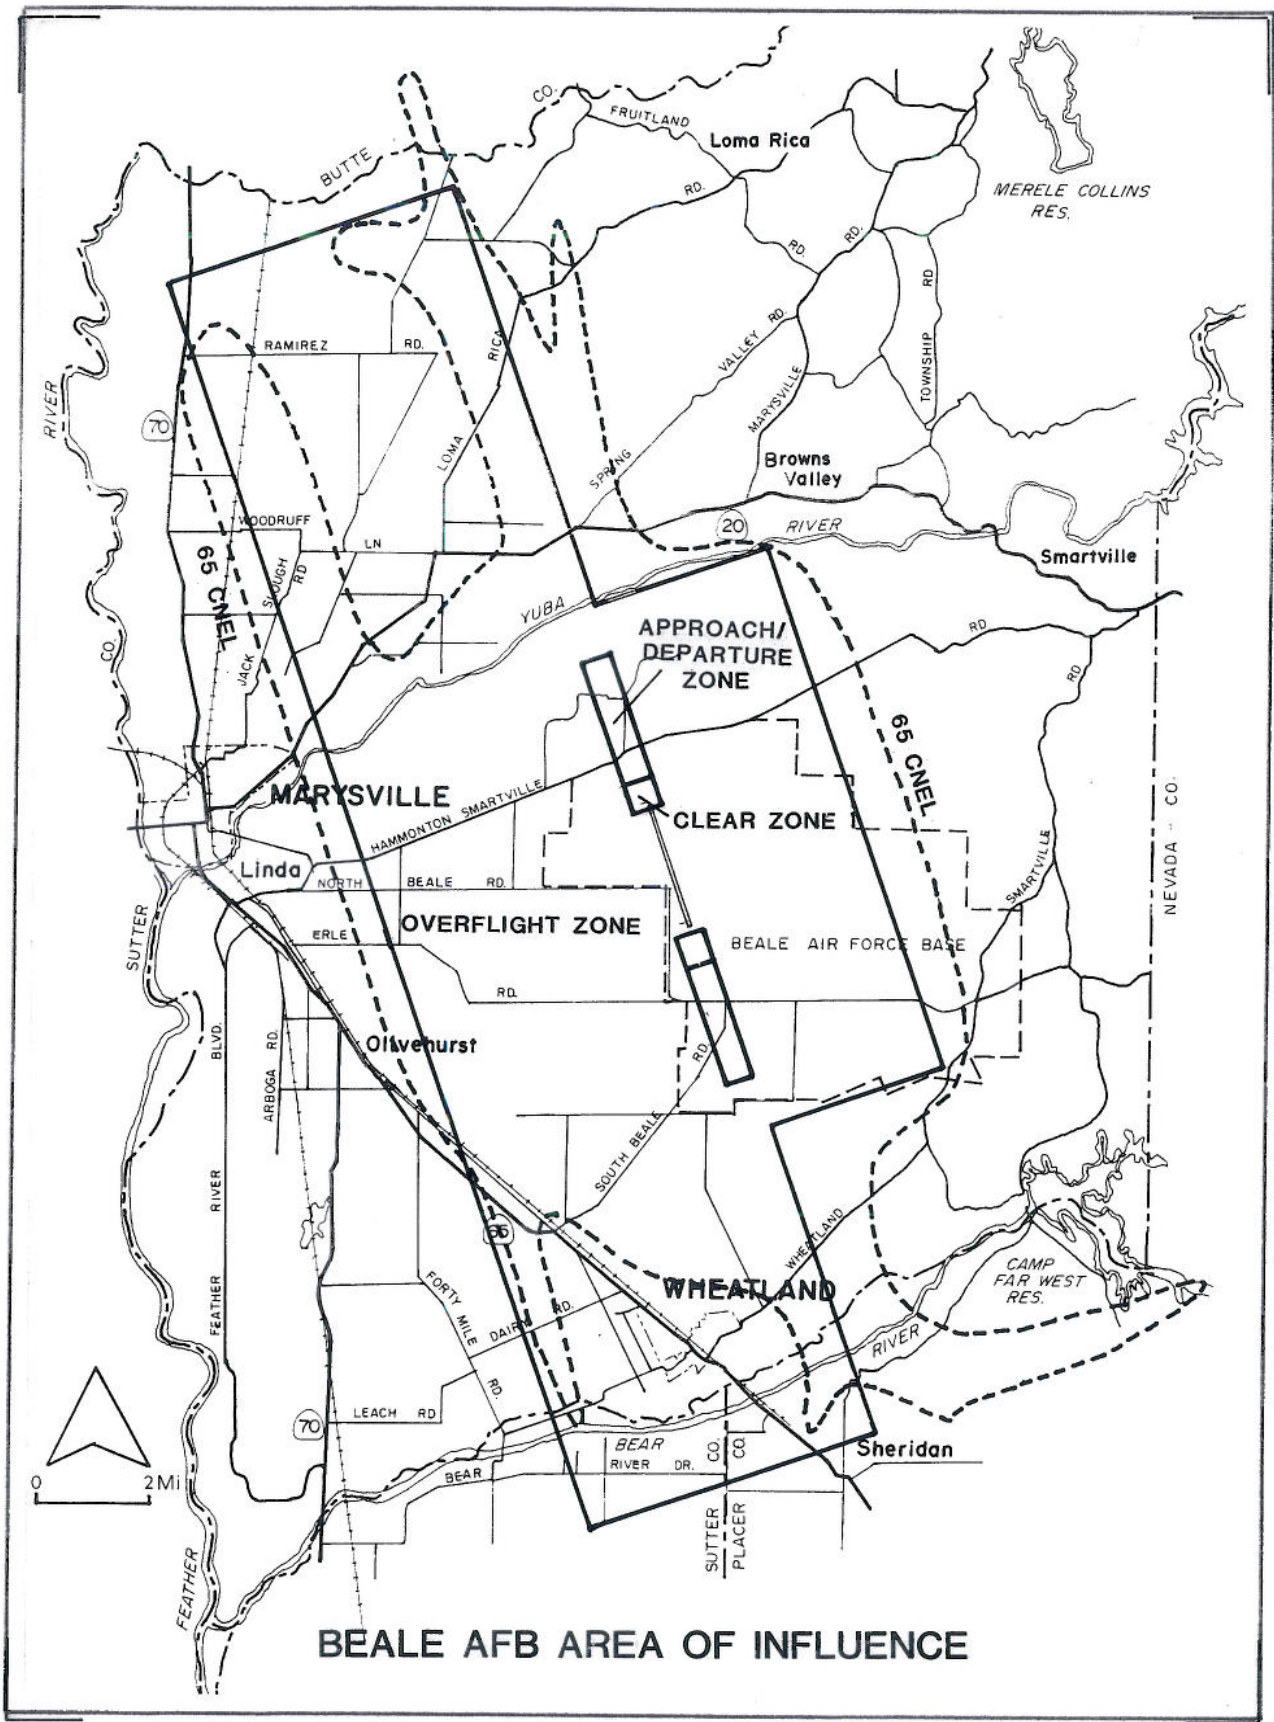 CO.
BUTTE
FRUITLAND
Loma Rica
RD.
MERELE COLLINS
RES.
RD.
RD.
RIVER
70
RAMIREZ
RD.
RICA
LOMA
VALLEY
RD.
SPRING
MARYSVILLE
TOWNSHIP
RD
Browns
Valley
WOODRUFF
LN
20
RIVER
Smartville
65 CNEL
SLOUGH
RD
JACK
YUBA
CO.
APPROACH/
DEPARTURE
ZONE
RD
RD
65 CNEL
MARYSVILLE
HAMMONTON SMARTVILLE
CLEAR ZONE
Linda
NORTH
BEALE
RD.
SMARTVILLE
NEVADA - CO.
SUTTER
OVERFLIGHT ZONE
ERLE
BEALE AIR FORCE BASE
RD.
BLVD.
ARBOGA
RD.
Olivehurst
RD.
SOUTH BEALE
RIVER
FEATHER
65
WHEATLAND
WHEATLAND
CAMP
FAR WEST
RES.
FORTY MILE
RD.
DAIRY
RD.
RIVER
0
2Mi
70
LEACH RD
BEAR
BEAR
RIVER DR.
CO.
CO.
Sheridan
SUTTER
PLACER
FEATHER
BEALE AFB AREA OF INFLUENCE